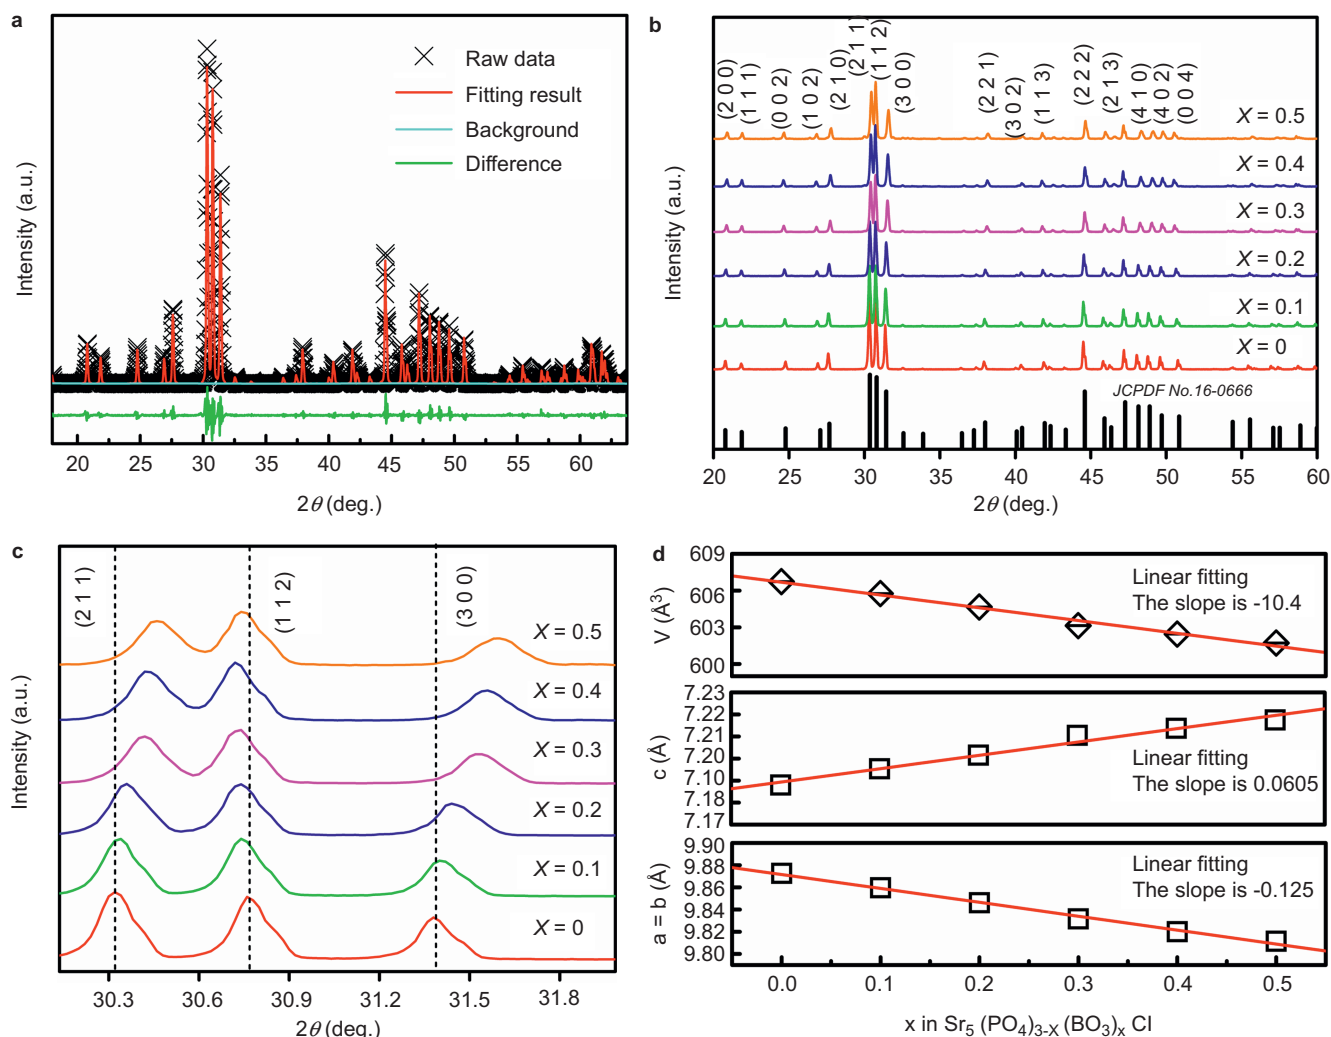 a
Raw data
Fitting result
Background
Difference
Intensity (a.u.)
20 25 30 35 40 45 50 55 60
2θ (deg.)
b
(2 0 0)
(1 1 1)
(0 0 2)
(1 0 2)
(2 1 0)
(2 1 1)
(1 1 2)
(3 0 0)
(2 2 1)
(3 0 2)
(1 1 3)
(2 2 2)
(2 1 3)
(4 1 0)
(4 0 2)
(0 0 4)
X = 0.5
X = 0.4
X = 0.3
X = 0.2
X = 0.1
X = 0
JCPDF No.16-0666
Intensity (a.u.)
20 25 30 35 40 45 50 55 60
2θ (deg.)
c
(2 1 1)
(1 1 2)
(3 0 0)
X = 0.5
X = 0.4
X = 0.3
X = 0.2
X = 0.1
X = 0
Intensity (a.u.)
30.3 30.6 30.9 31.2 31.5 31.8
2θ (deg.)
d
609
606
603
600
V (Å³)
Linear fitting
The slope is -10.4
7.23
7.22
7.20
7.10
7.18
7.17
c (Å)
Linear fitting
The slope is 0.0605
9.90
9.88
9.86
9.84
9.82
9.80
a = b (Å)
Linear fitting
The slope is -0.125
0.0 0.1 0.2 0.3 0.4 0.5
x in Sr₅ (PO₄)₃₋X (BO₃)ₓ CI